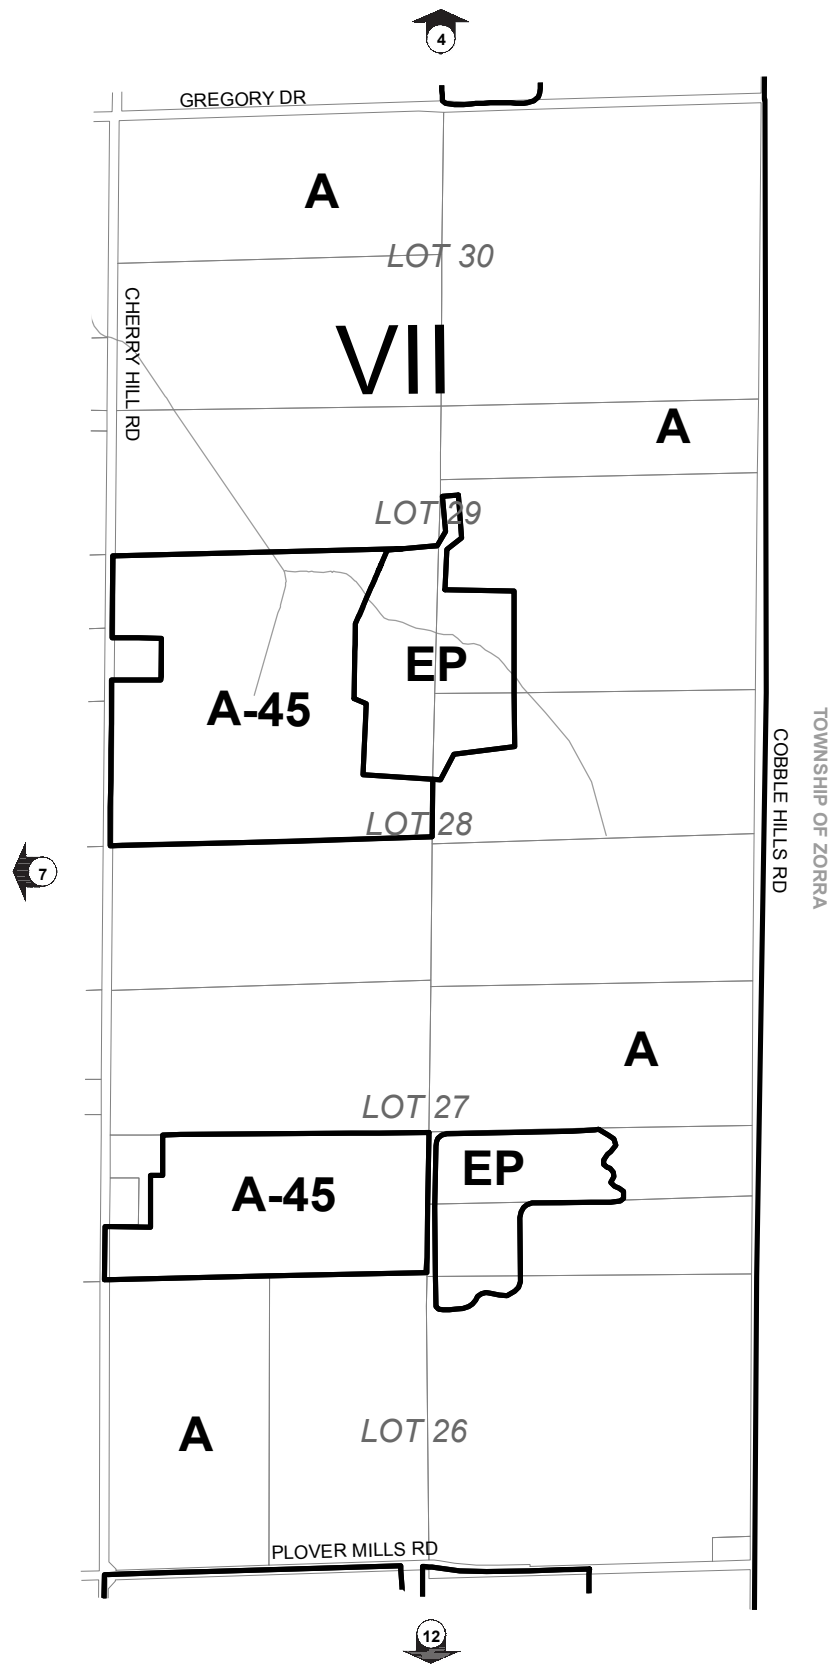 4
GREGORY DR
A
LOT 30
CHERRY HILL RD
VII
A
LOT 29
EP
A-45
TOWNSHIP OF ZORRA
COBBLE HILLS RD
LOT 28
7
A
LOT 27
EP
A-45
A
LOT 26
PLOVER MILLS RD
12